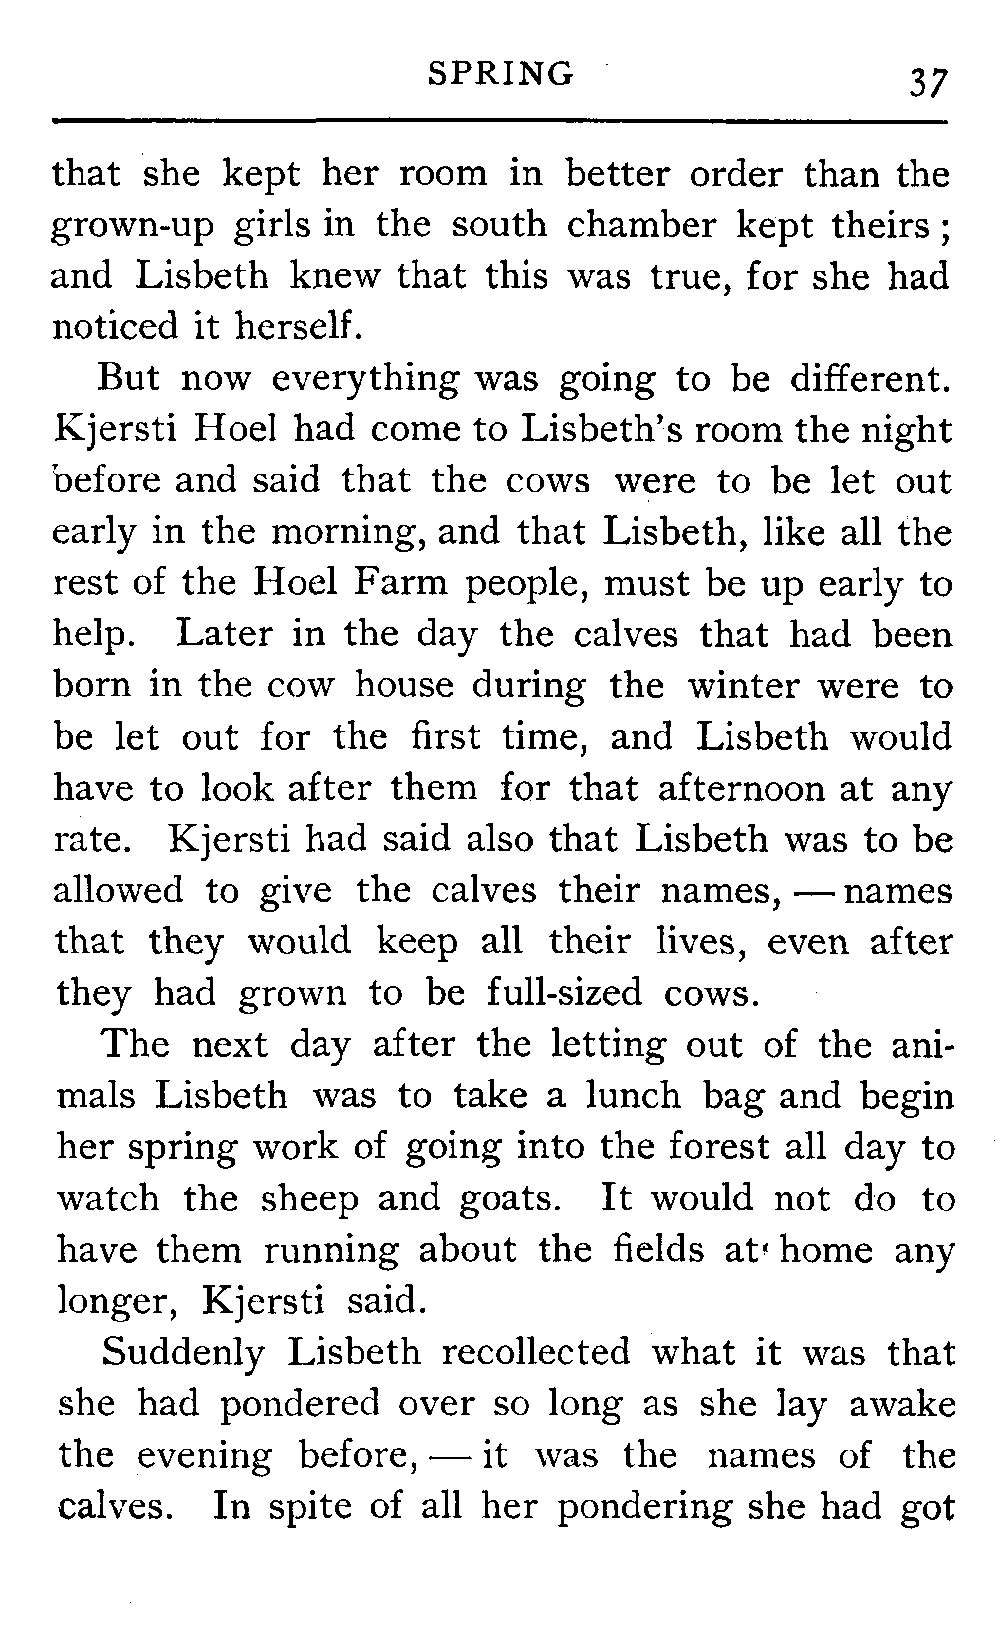 SPRING 37
that she kept her room in better order than the
grown-up girls in the south chamber kept theirs ;
and Lisbeth knew that this was true, for she had
noticed it herself.
But now everything was going to be different.
Kjersti Hoel had come to Lisbeth's room the night
before and said that the cows were to be let out
early in the morning, and that Lisbeth, like all the
rest of the Hoel Farm people, must be up early to
help. Later in the day the calves that had been
born in the cow house during the winter were to
be let out for the first time, and Lisbeth would
have to look after them for that afternoon at any
rate. Kjersti had said also that Lisbeth was to be
allowed to give the calves their names, — names
that they would keep all their lives, even after
they had grown to be full-sized cows.
The next day after the letting out of the ani-
mals Lisbeth was to take a lunch bag and begin
her spring work of going into the forest all day to
watch the sheep and goats. It would not do to
have them running about the fields at home any
longer, Kjersti said.
Suddenly Lisbeth recollected what it was that
she had pondered over so long as she lay awake
the evening before, — it was the names of the
calves. In spite of all her pondering she had got